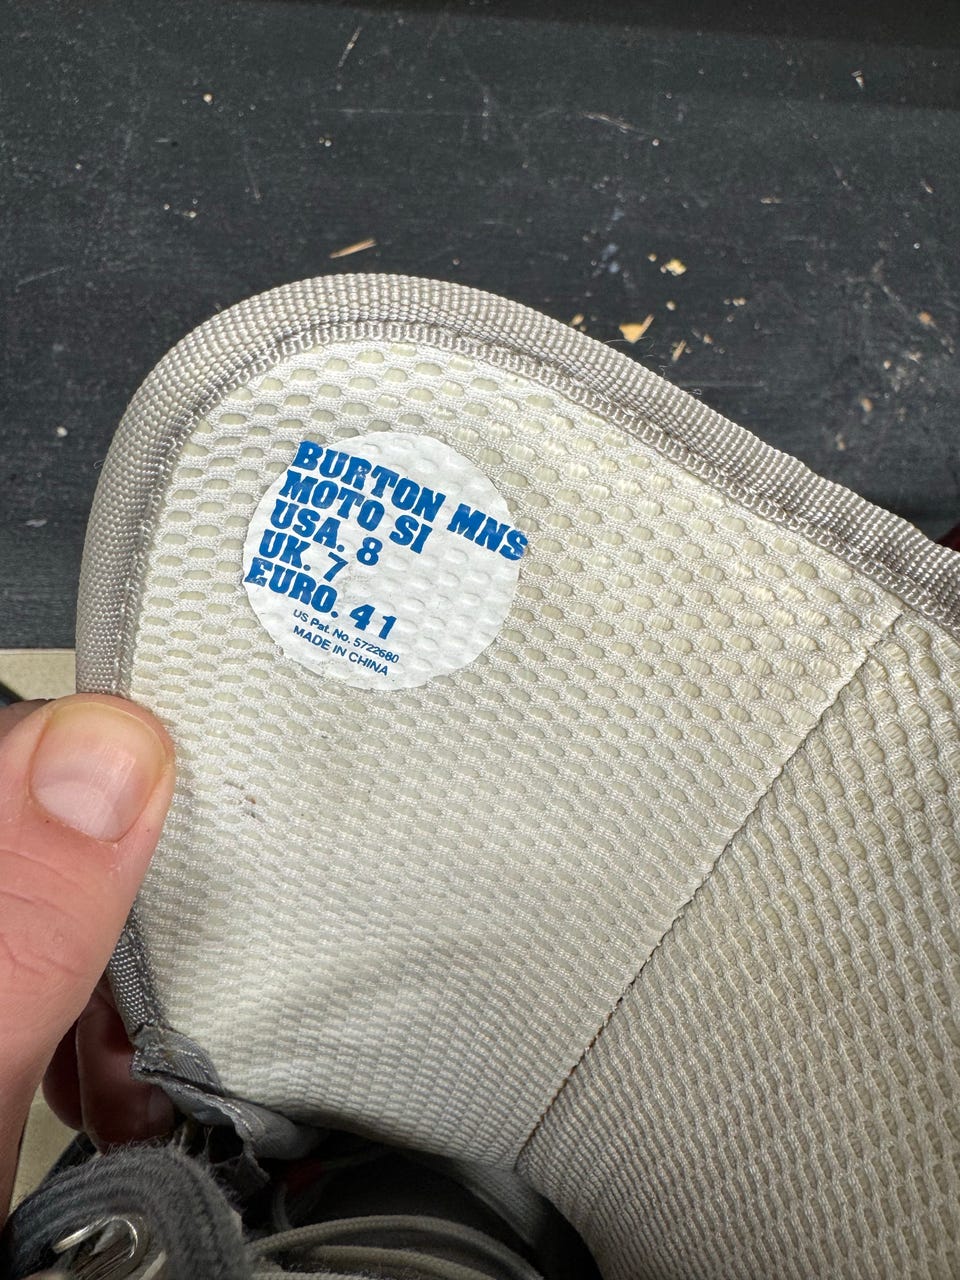 BURTON MNS
MOTO SI
USA. 8
UK. 7
EURO. 41
US Pat. No. 5722680
MADE IN CHINA